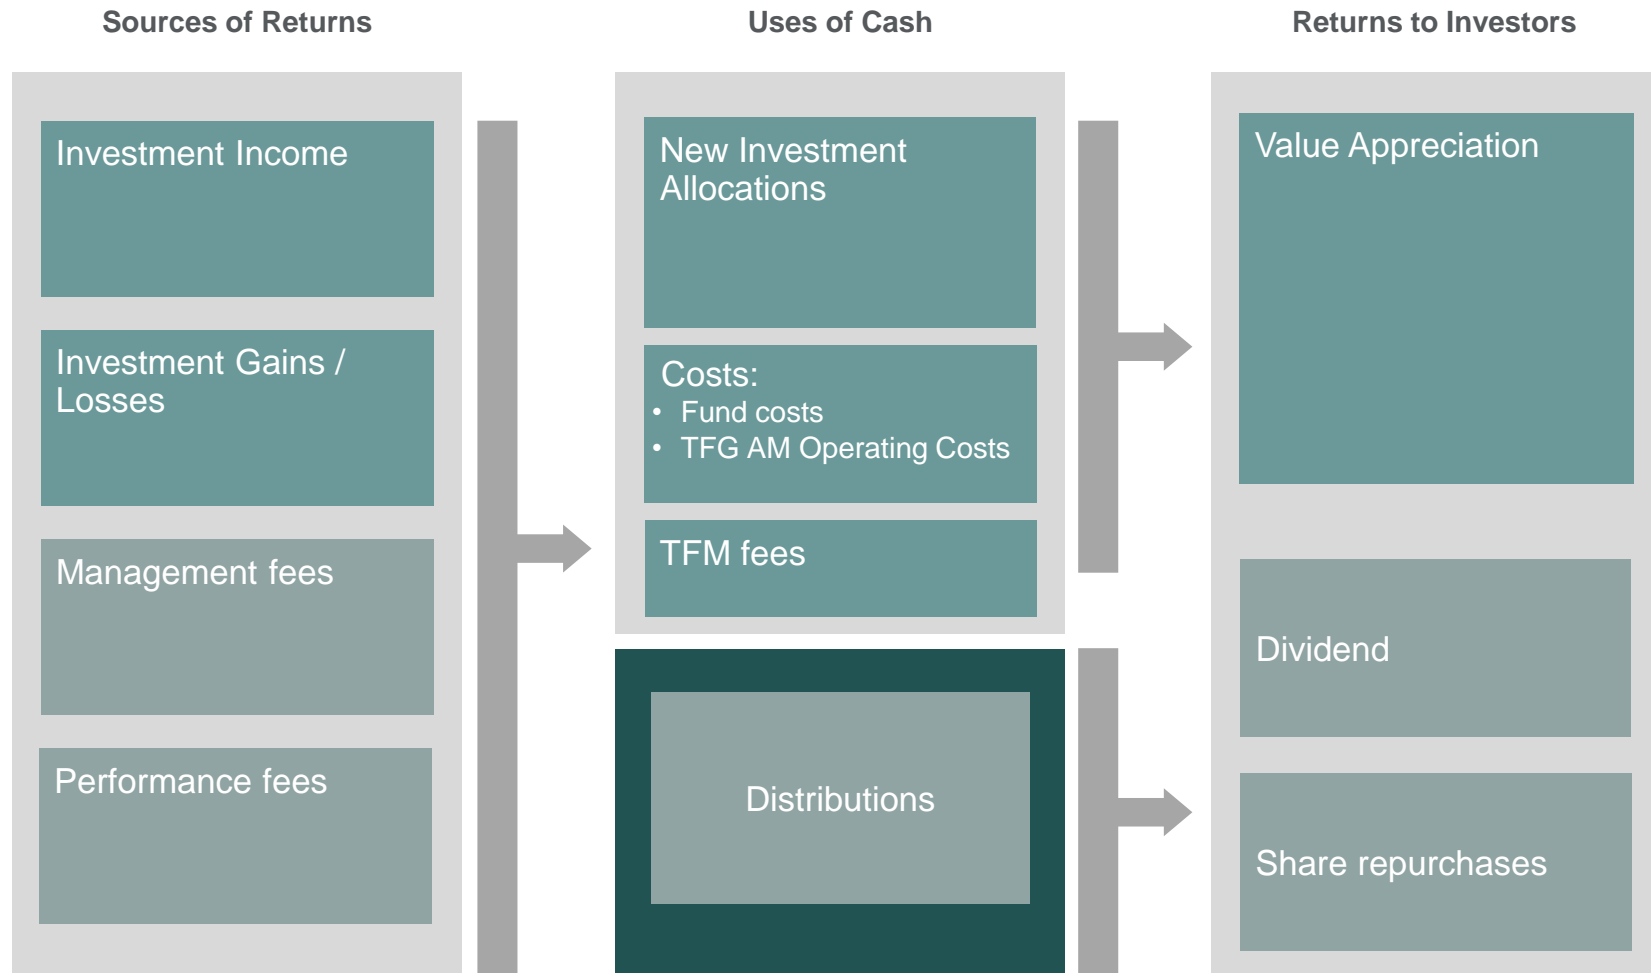 Sources of Returns
Investment Income
Investment Gains /
Losses
Management fees
Performance fees
Uses of Cash
New Investment
Allocations
Costs:
• Fund costs
• TFG AM Operating Costs
TFM fees
Distributions
Returns to Investors
Value Appreciation
Dividend
Share repurchases